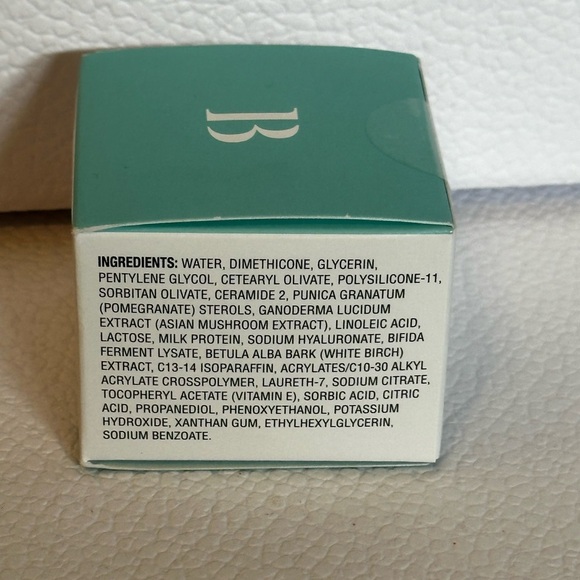 B
INGREDIENTS: WATER, DIMETHICONE, GLYCERIN,
PENTYLENE GLYCOL, CETEARYL OLIVATE, POLYSILICONE-11,
SORBITAN OLIVATE, CERAMIDE 2, PUNICA GRANATUM
(POMEGRANATE) STEROLS, GANODERMA LUCIDUM
EXTRACT (ASIAN MUSHROOM EXTRACT), LINOLEIC ACID,
LACTOSE, MILK PROTEIN, SODIUM HYALURONATE, BIFIDA
FERMENT LYSATE, BETULA ALBA BARK (WHITE BIRCH)
EXTRACT, C13-14 ISOPARAFFIN, ACRYLATES/C10-30 ALKYL
ACRYLATE CROSSPOLYMER, LAURETH-7, SODIUM CITRATE,
TOCOPHERYL ACETATE (VITAMIN E), SORBIC ACID, CITRIC
ACID, PROPANEDIOL, PHENOXYETHANOL, POTASSIUM
HYDROXIDE, XANTHAN GUM, ETHYLHEXYLGLYCERIN,
SODIUM BENZOATE.